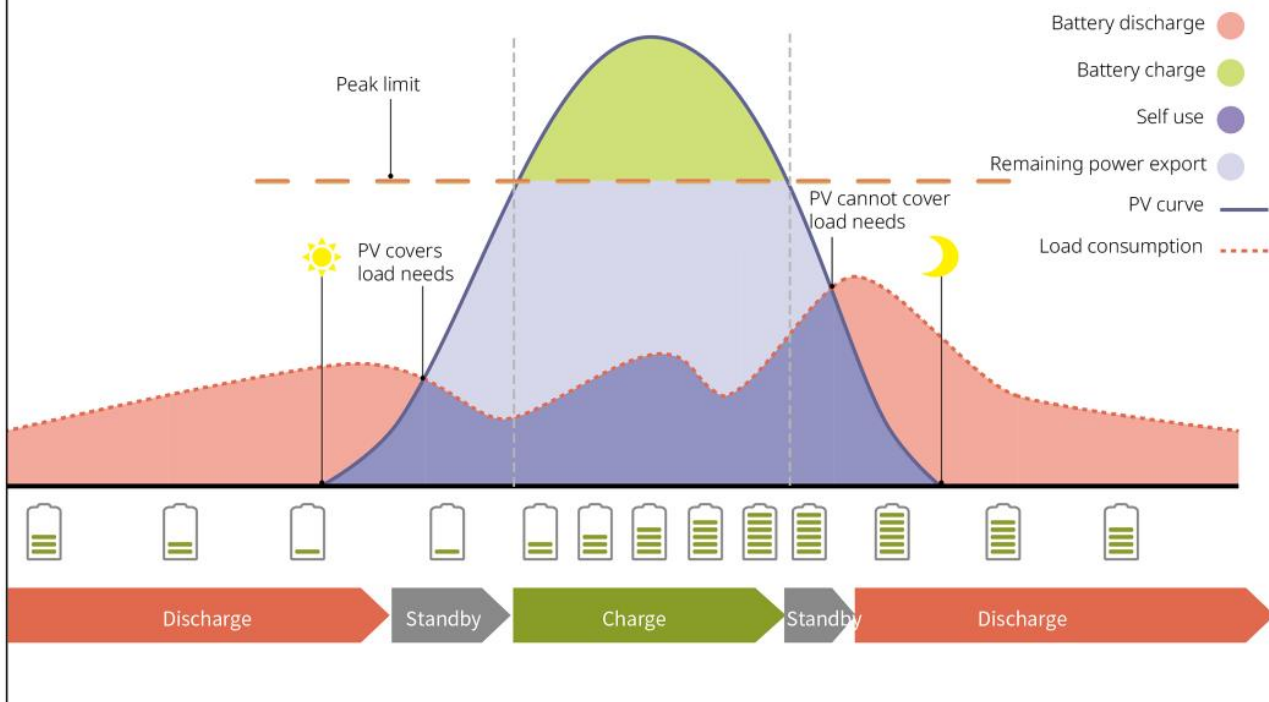 Battery discharge
Peak limit
Battery charge
Self use
Remaining power export
PV cannot cover
load needs
PV curve
PV covers
load needs
Load consumption
Discharge
Standby
Charge
Standby
Discharge